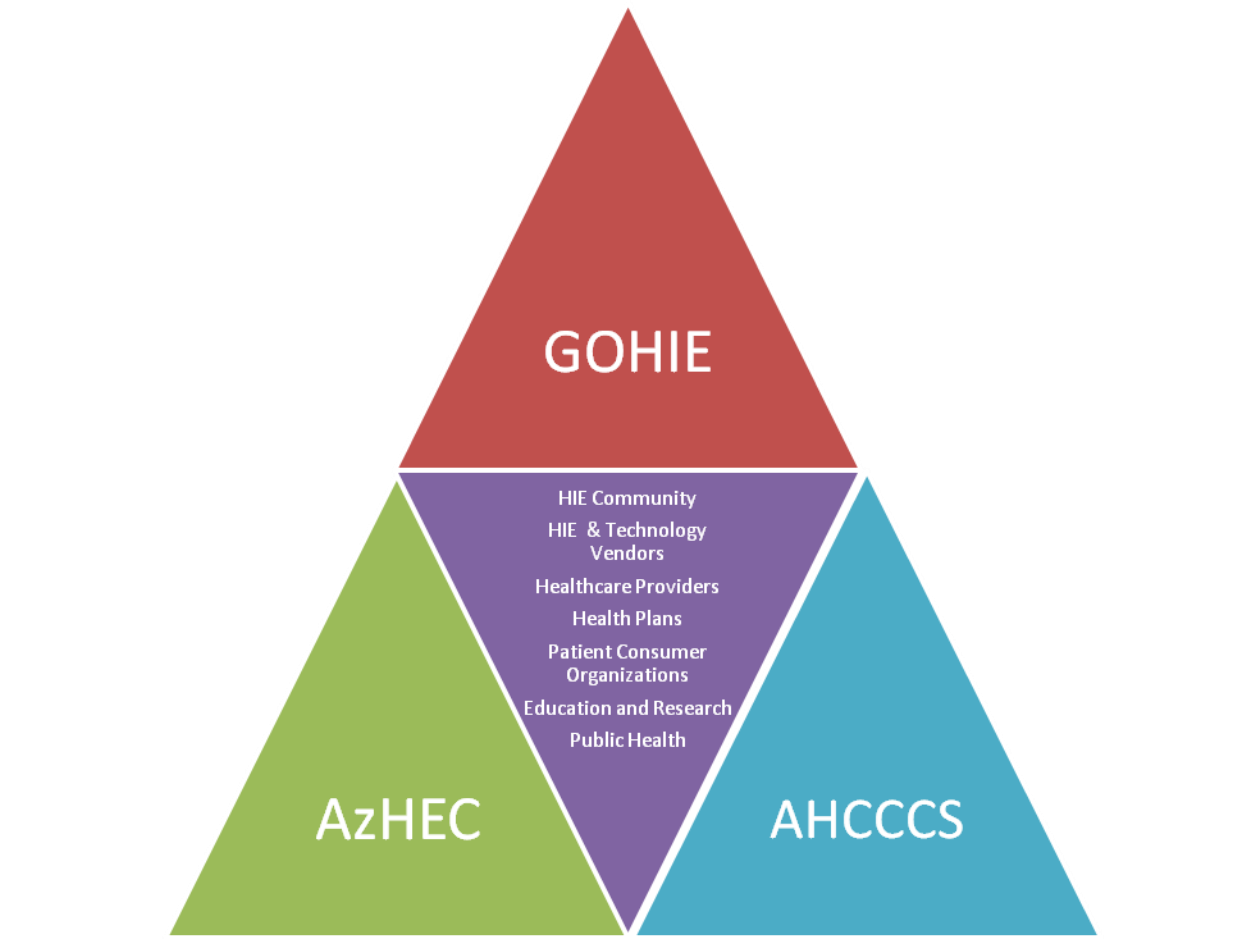 GOHIE
HIE Community
HIE & Technology
Vendors
Healthcare Providers
Health Plans
Patient Consumer
Organizations
Education and Research
Public Health
AzHEC
AHCCCS